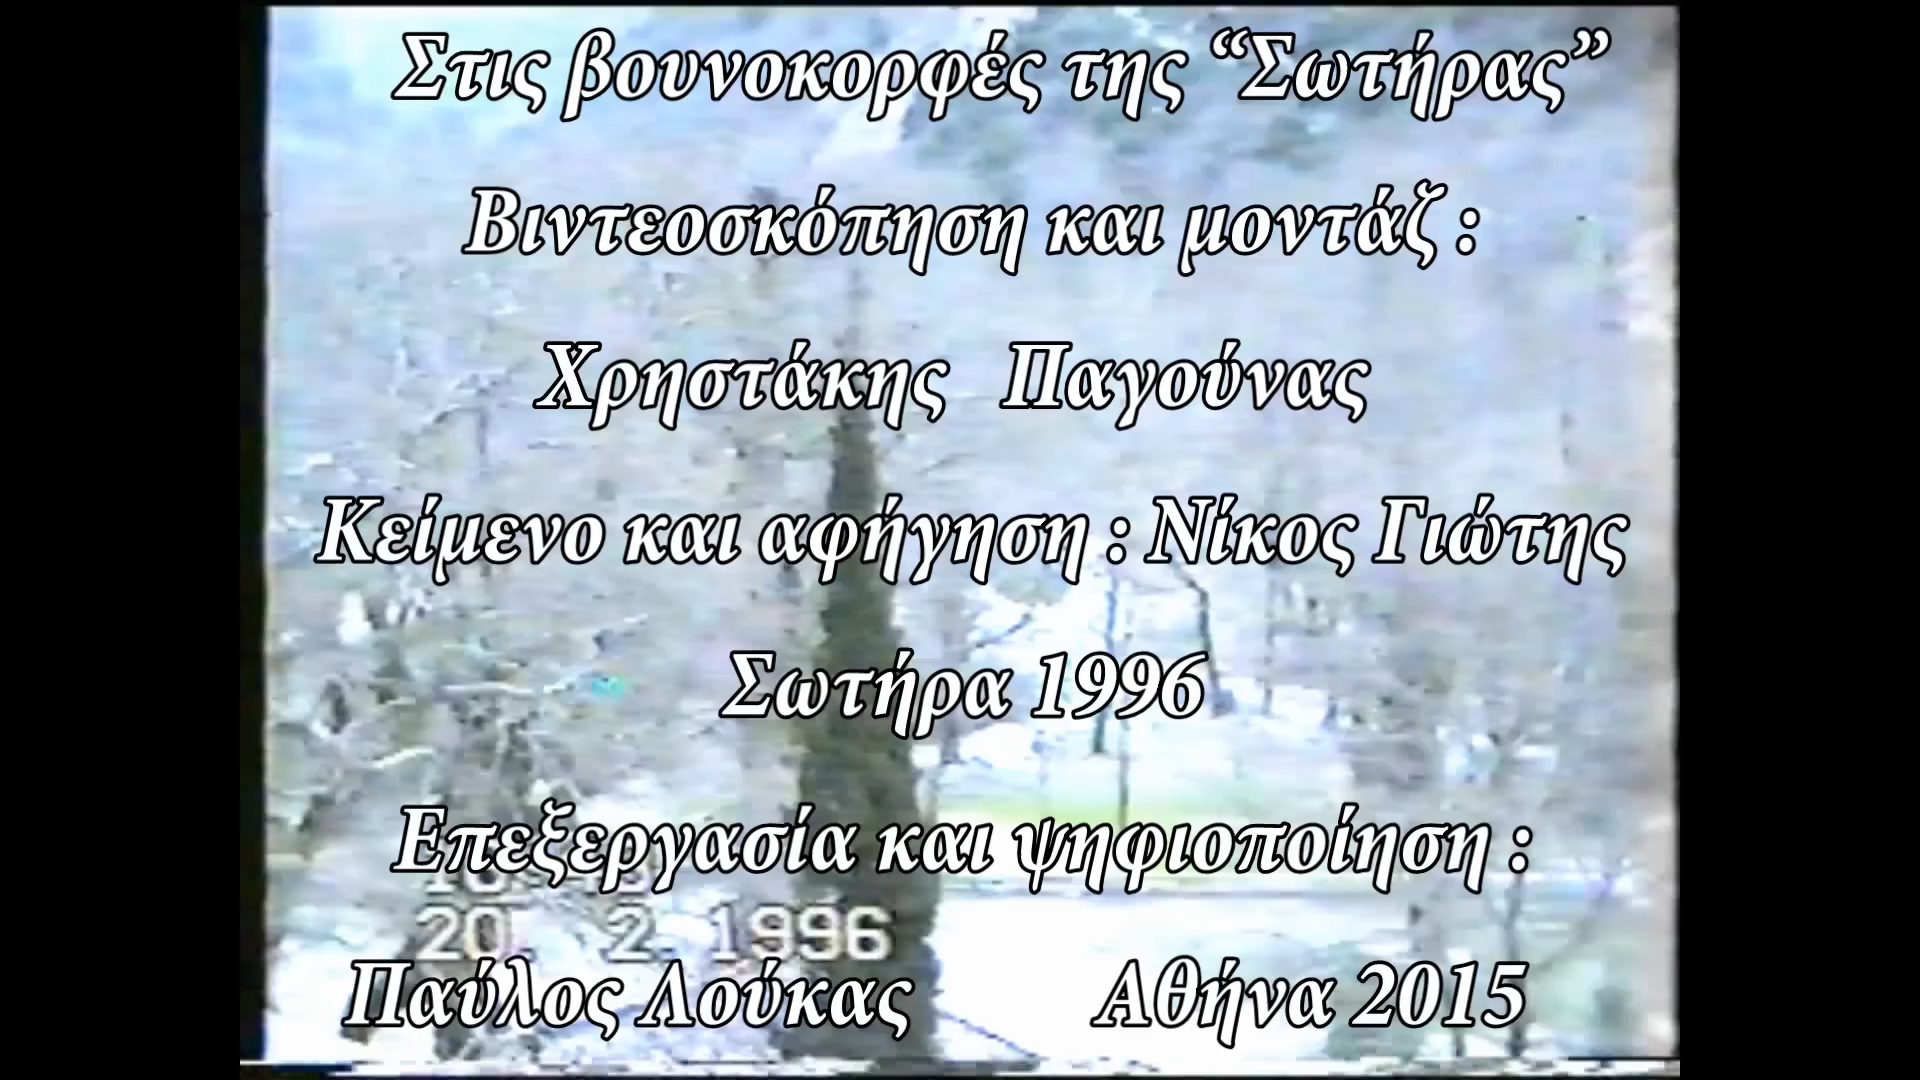 Στις βουνοκορφές της “Σωτήρας”
Βιντεοσκόπηση και μοντάζ :
Χρηστάκης Παγούνας
Κείμενο και αφήγηση : Νίκος Γιώτης
Σωτήρα 1996
Επεξεργασία και ψηφιοποίηση :
20. 2. 1996
Παύλος Λούκας Αθήνα 2015